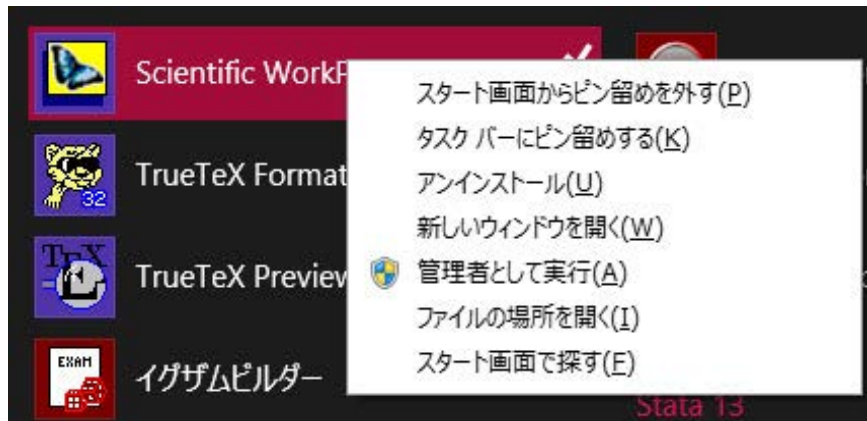 Scientific WorkP
スタート画面からピン留めを外す(P)
タスク バーにピン留めする(K)
TrueTeX Format
32
アンインストール(U)
新しいウィンドウを開く(W)
TEX
TrueTeX Preview
管理者として実行(A)
ファイルの場所を開く(I)
スタート画面で探す(F)
EXAM
イグザムビルダー
Stata 13